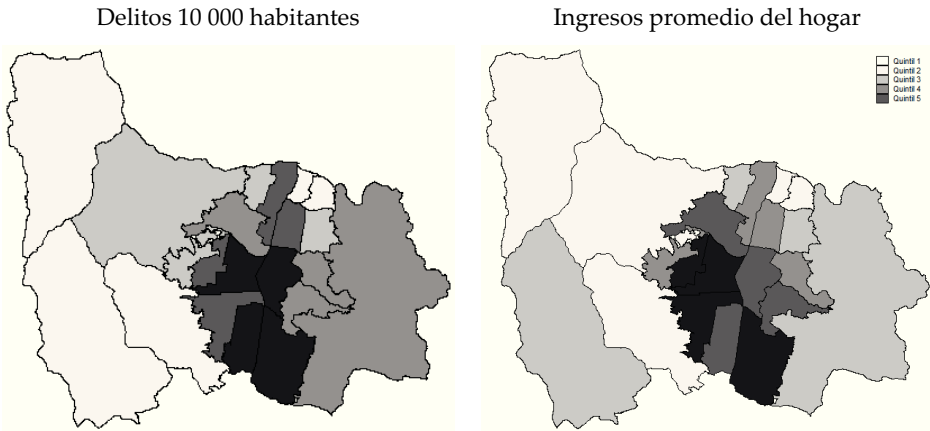 Delitos 10 000 habitantes
Ingresos promedio del hogar
Quintil 1
Quintil 2
Quintil 3
Quintil 4
Quintil 5